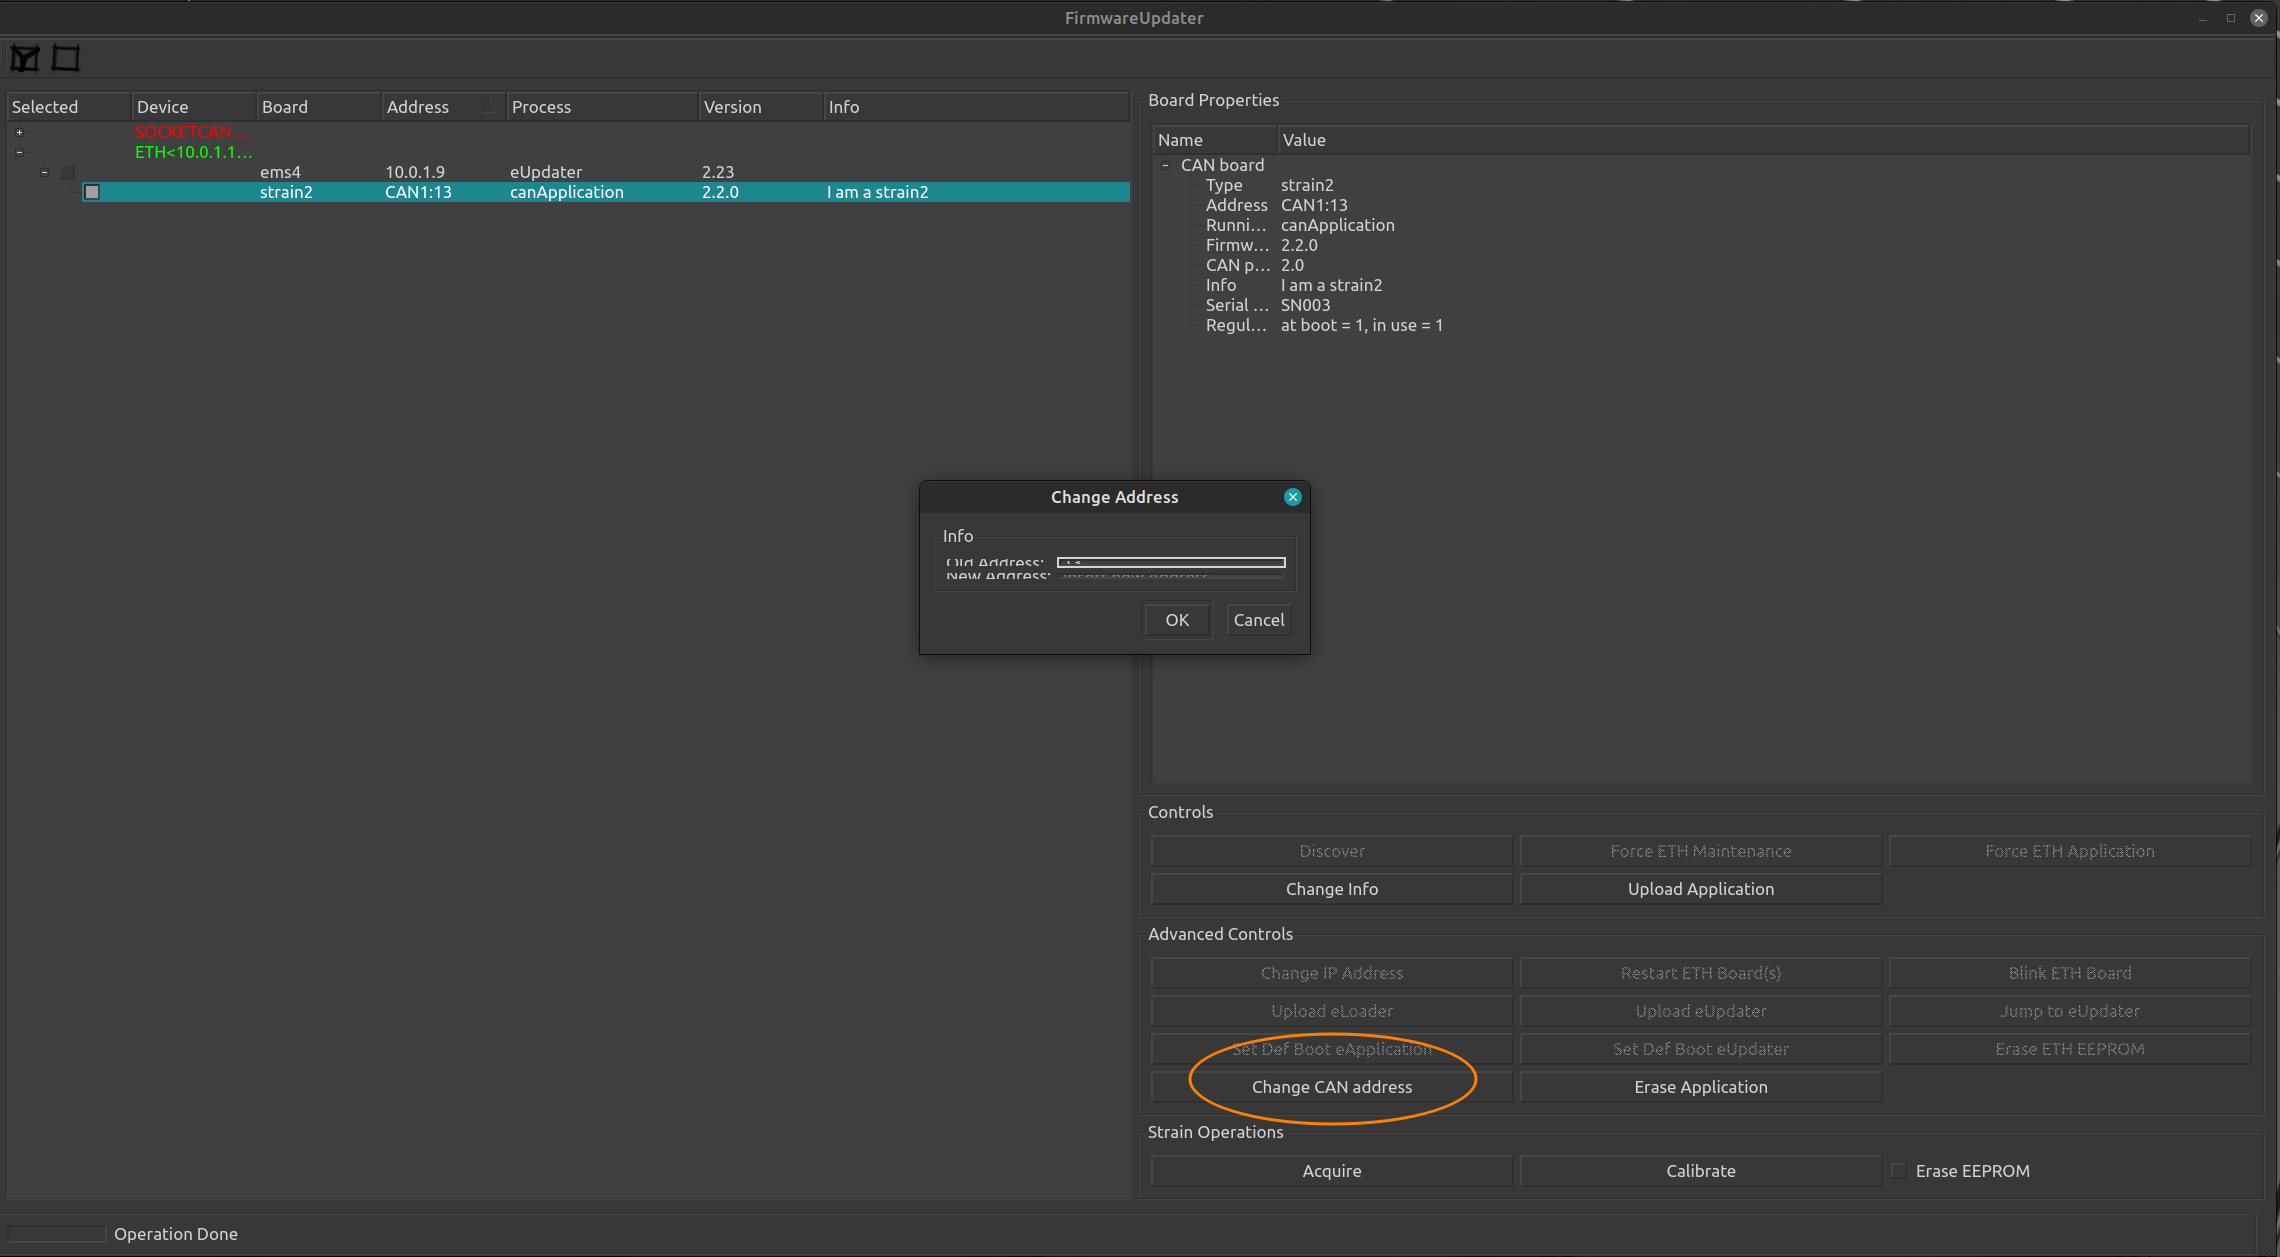 FirmwareUpdater
Selected Device Board Address Process Version Info
SOCKETCAN...
ETH<10.0.1.1...
ems4 10.0.1.9 eUpdater 2.23
strain2 CAN1:13 canApplication 2.2.0 I am a strain2
Board Properties
Name Value
CAN board
Type strain2
Address CAN1:13
Runni... canApplication
Firmw... 2.2.0
CAN p... 2.0
Info I am a strain2
Serial ... SN003
Regul... at boot = 1, in use = 1
Change Address
Info
Old Address:
New Address:
OK Cancel
Controls
Discover Force ETH Maintenance Force ETH Application
Change Info Upload Application
Advanced Controls
Change IP Address Restart ETH Board(s) Blink ETH Board
Upload eLoader Upload eUpdater Jump to eUpdater
Set Def Boot eApplication Set Def Boot eUpdater Erase ETH EEPROM
Change CAN address Erase Application
Strain Operations
Acquire Calibrate Erase EEPROM
Operation Done